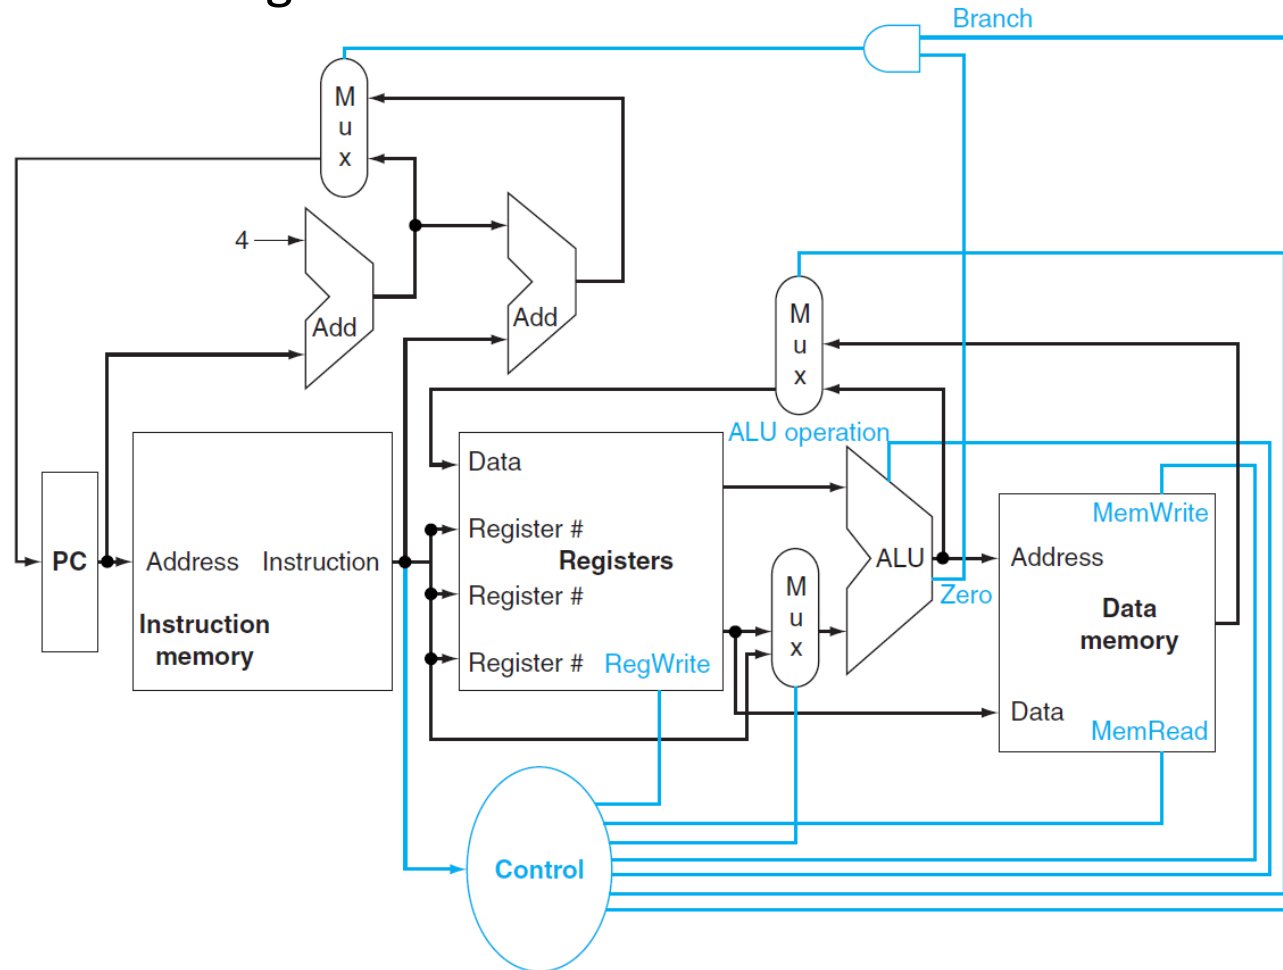 g
Branch
M
u
x
4
Add
Add
M
u
x
ALU operation
Data
Register #
Registers
Register #
Register #
RegWrite
PC
Address
Instruction
Instruction
memory
M
u
x
ALU
Zero
MemWrite
Address
Data
memory
Data
MemRead
Control